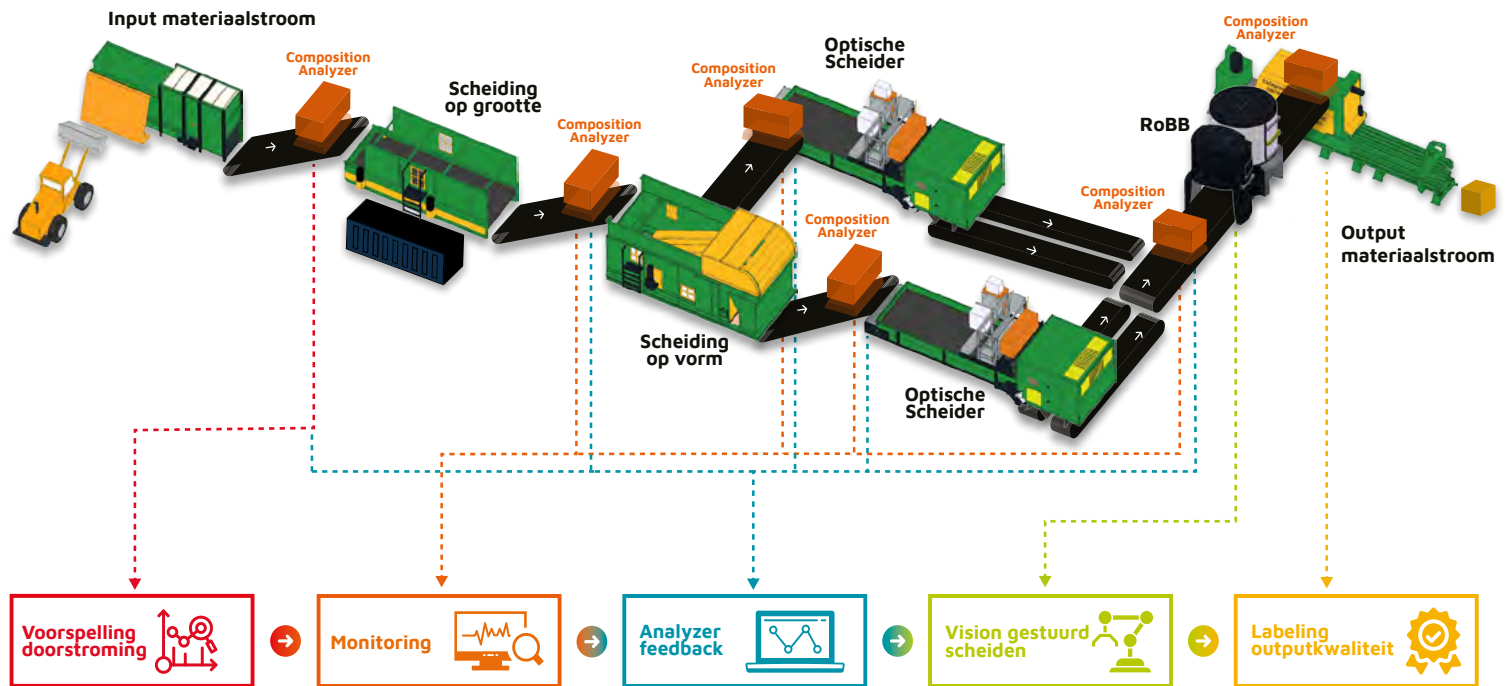 Input materiaalstroom
Composition
Analyzer
Scheiding
op grootte
Composition
Analyzer
Composition
Analyzer
Optische
Scheider
Composition
Analyzer
RoBB
Composition
Analyzer
Composition
Analyzer
Output
materiaalstroom
Scheiding
op vorm
Optische
Scheider
Voorspelling
doorstroming
Monitoring
Analyzer
feedback
Vision gestuurd
scheiden
Labeling
outputkwaliteit